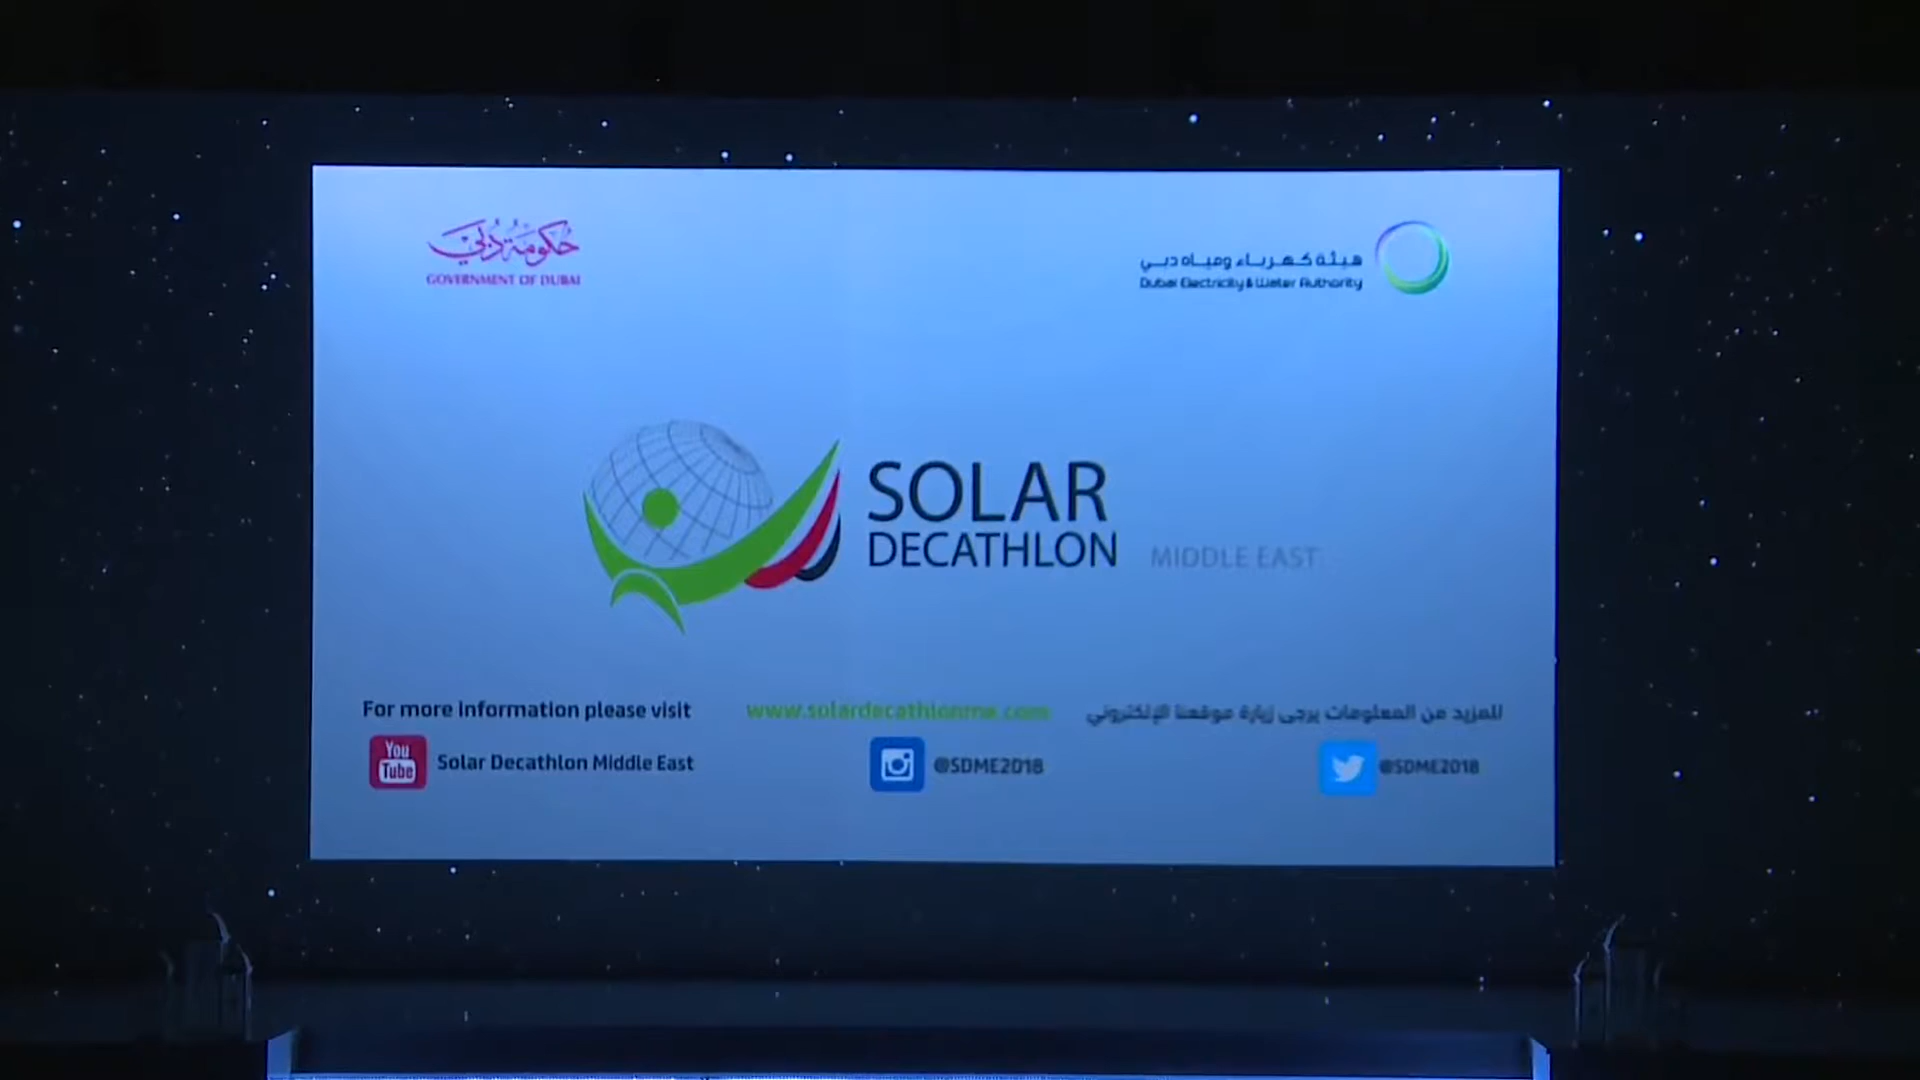 حكومة دبي
GOVERNMENT OF DUBAI
هيئة كهرباء ومياه دبي
Dubai Electricity & Water Authority
SOLAR
DECATHLON MIDDLE EAST
For more information please visit www.solardecathlonme.com للمزيد من المعلومات يرجى زيارة موقعنا الإلكتروني
You Tube Solar Decathlon Middle East @SDME2018 @SDME2018